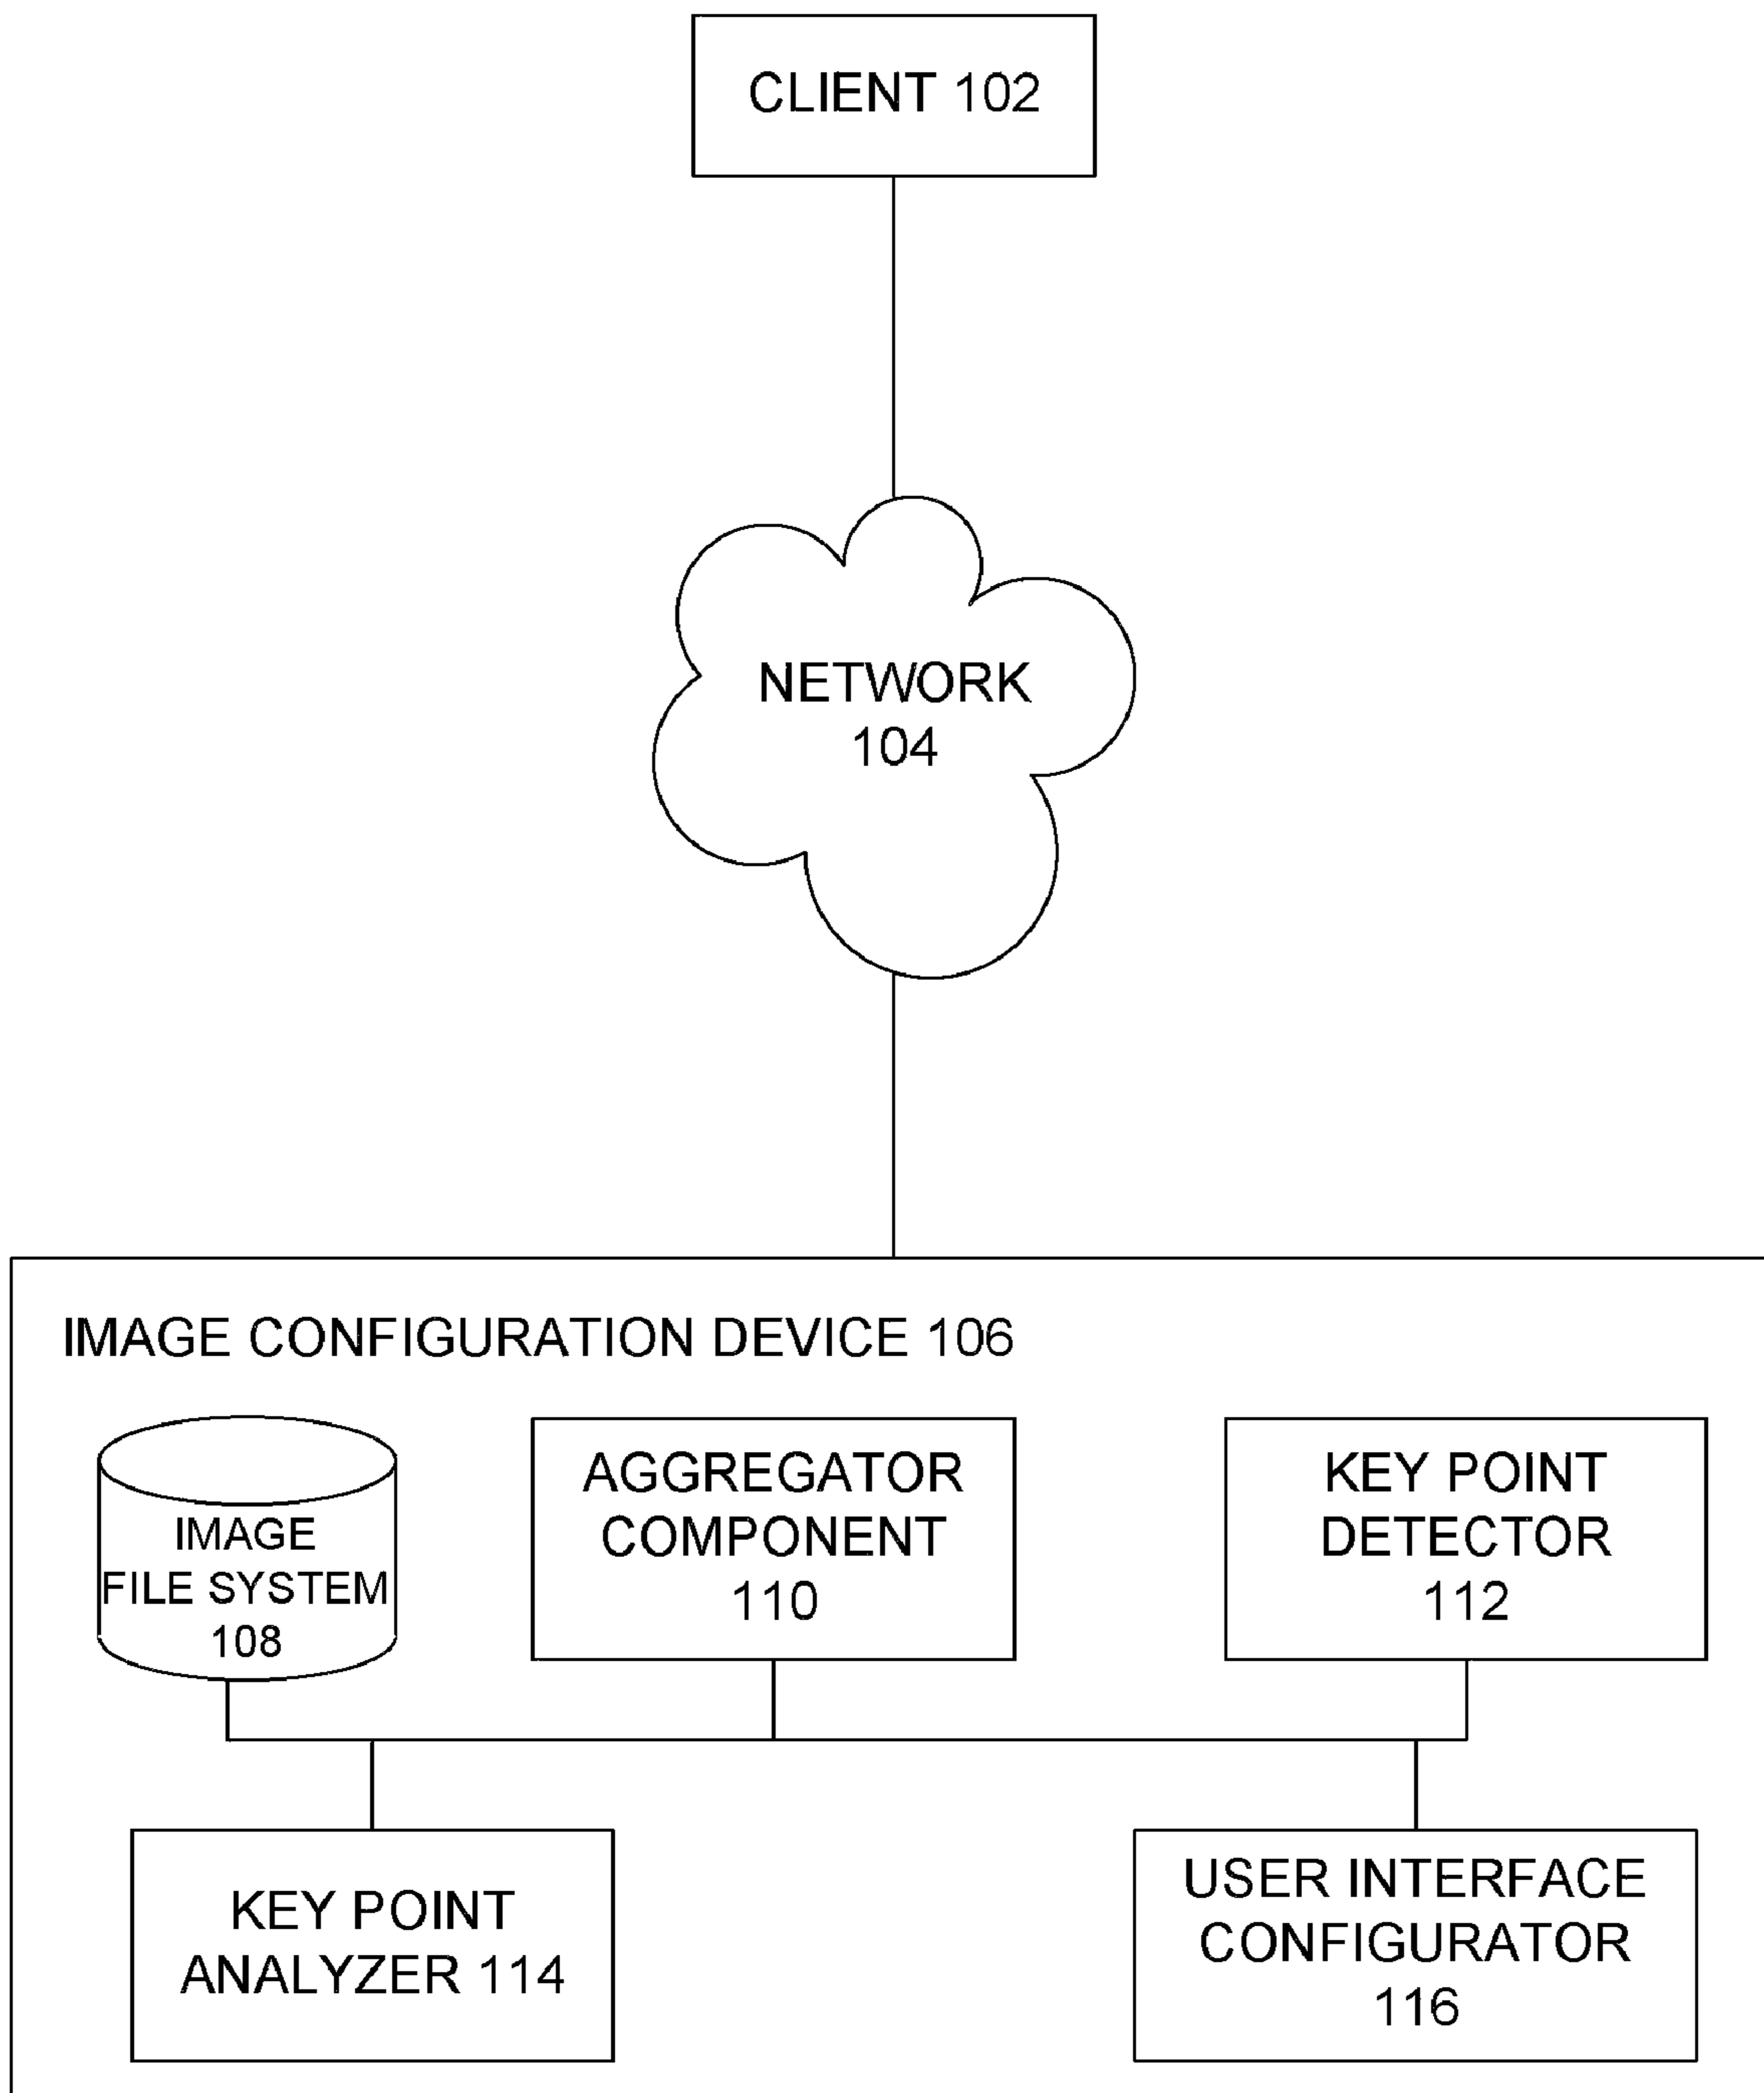 CLIENT 102
NETWORK
104
IMAGE CONFIGURATION DEVICE 106
IMAGE
FILE SYSTEM
108
AGGREGATOR
COMPONENT
110
KEY POINT
DETECTOR
112
KEY POINT
ANALYZER 114
USER INTERFACE
CONFIGURATOR
116